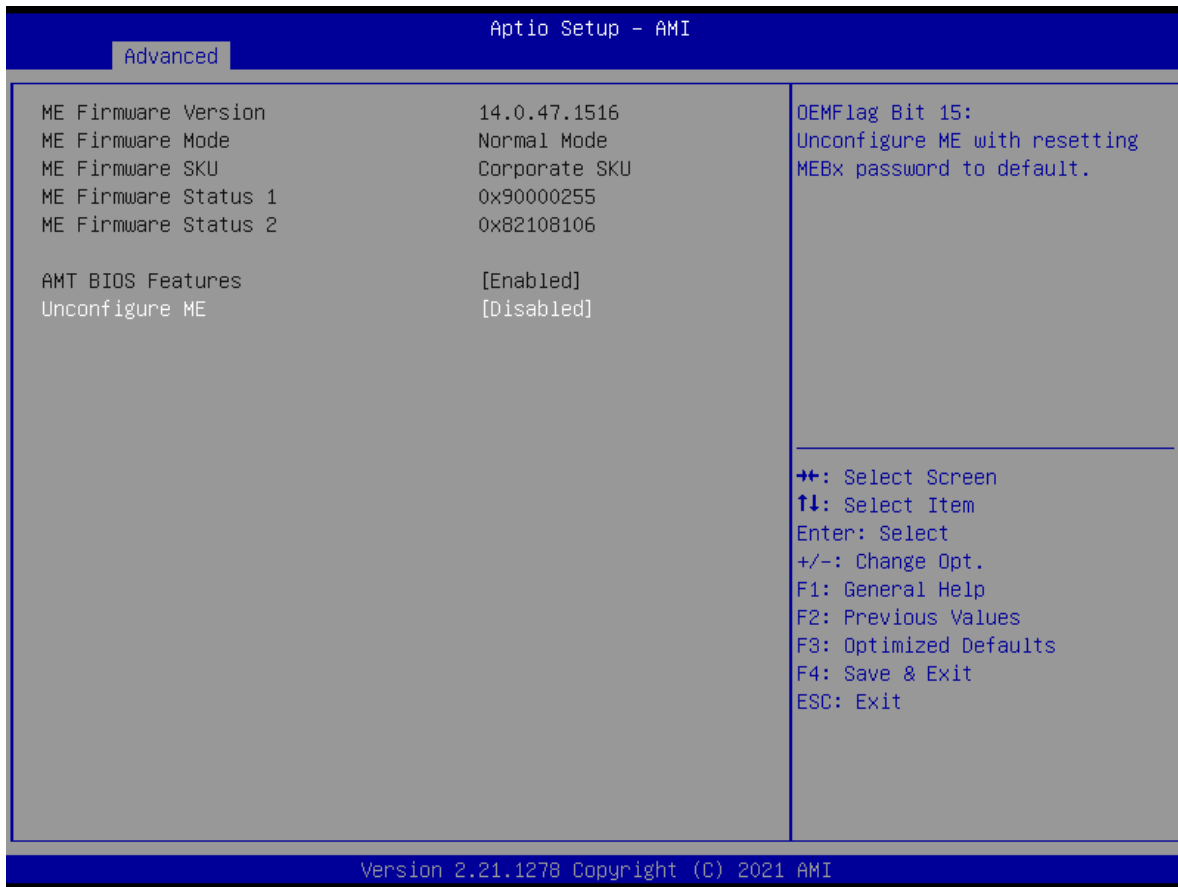 Aptio Setup – AMI
Advanced
ME Firmware Version 14.0.47.1516
ME Firmware Mode Normal Mode
ME Firmware SKU Corporate SKU
ME Firmware Status 1 0x90000255
ME Firmware Status 2 0x82108106
AMT BIOS Features [Enabled]
Unconfigure ME [Disabled]
OEMFlag Bit 15:
Unconfigure ME with resetting
MEBx password to default.
→←: Select Screen
↑↓: Select Item
Enter: Select
+/-: Change Opt.
F1: General Help
F2: Previous Values
F3: Optimized Defaults
F4: Save & Exit
ESC: Exit
Version 2.21.1278 Copyright (C) 2021 AMI